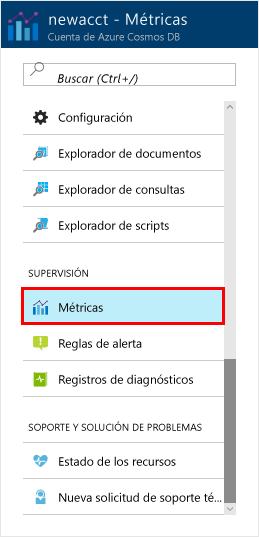 newacct - Métricas
Cuenta de Azure Cosmos DB
Buscar (Ctrl+/)
Configuración
Explorador de documentos
Explorador de consultas
Explorador de scripts
SUPERVISIÓN
Métricas
Reglas de alerta
Registros de diagnósticos
SOPORTE Y SOLUCIÓN DE PROBLEMAS
Estado de los recursos
Nueva solicitud de soporte té...